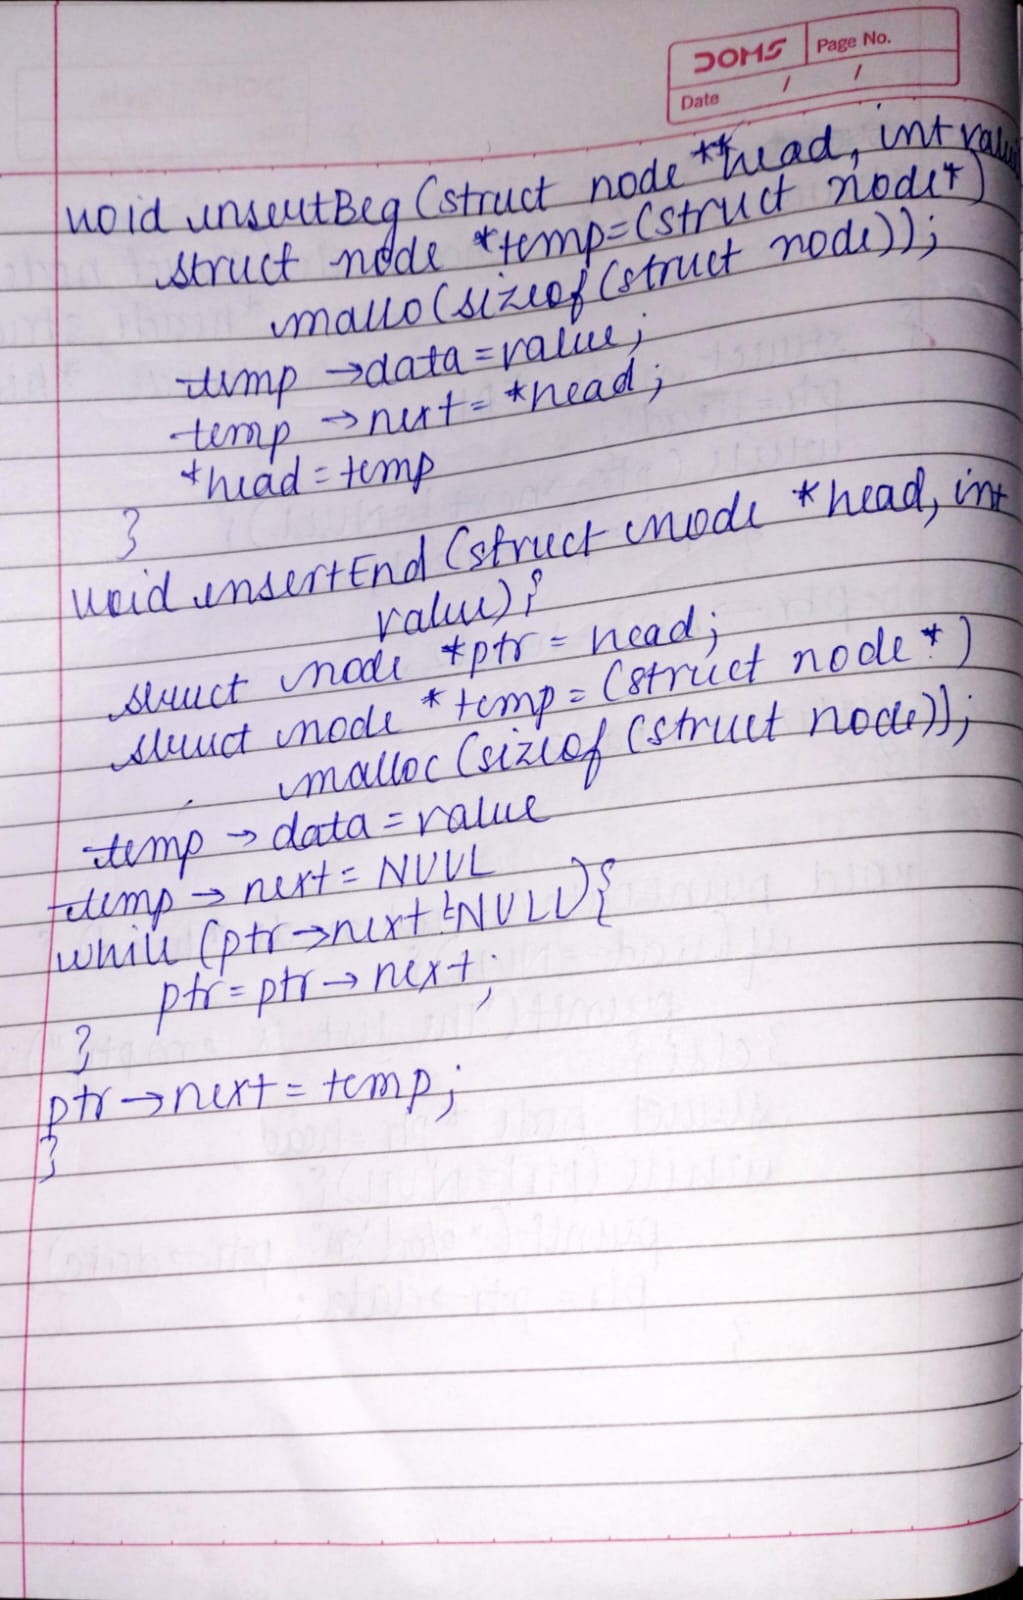 DOMS
Page No.
Date / /
void insertBeg (struct node **head, int valu
struct node *temp=(struct node*)
mallo(sizeof(struct node));
temp →data=value;
temp →next= *head;
*head=temp
}
void insertEnd (struct node *head, int
value){
struct node *ptr = head;
struct node *temp = (struct node *)
malloc (sizeof (struct node));
temp → data = value
temp → next = NULL
while (ptr→next !=NULL){
ptr = ptr → next;
}
ptr → next = temp;
}